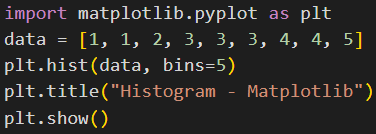 import matplotlib.pyplot as plt
data = [1, 1, 2, 3, 3, 3, 4, 4, 5]
plt.hist(data, bins=5)
plt.title("Histogram - Matplotlib")
plt.show()